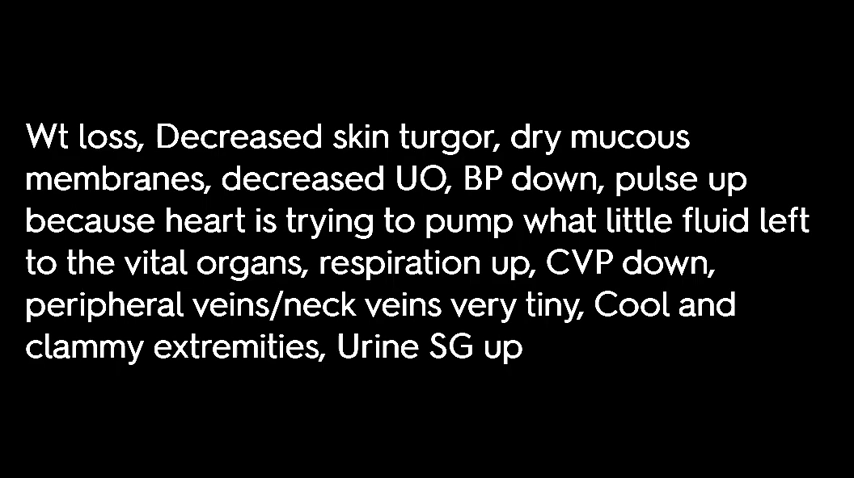 Wt loss, Decreased skin turgor, dry mucous
membranes, decreased UO, BP down, pulse up
because heart is trying to pump what little fluid left
to the vital organs, respiration up, CVP down,
peripheral veins/neck veins very tiny, Cool and
clammy extremities, Urine SG up